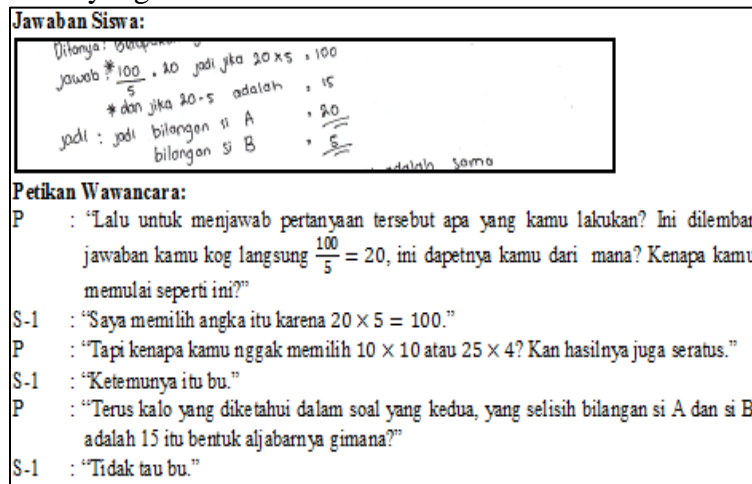 Jawaban Siswa:
Ditanya:
jawab : * 100/5 = 20 jadi jika 20 x 5 = 100
* dan jika 20 - 5 adalah = 15
jadi : jadi bilangan si A = 20
bilangan si B = 5
adalah sama
Petikan Wawancara:
P : “Lalu untuk menjawab pertanyaan tersebut apa yang kamu lakukan? Ini dilembar
jawaban kamu kog langsung 100/5 = 20, ini dapetnya kamu dari mana? Kenapa kamu
memulai seperti ini?”
S-1 : “Saya memilih angka itu karena 20 × 5 = 100.”
P : “Tapi kenapa kamu nggak memilih 10 × 10 atau 25 × 4? Kan hasilnya juga seratus.”
S-1 : “Ketemunya itu bu.”
P : “Terus kalo yang diketahui dalam soal yang kedua, yang selisih bilangan si A dan si B
adalah 15 itu bentuk aljabarnya gimana?”
S-1 : “Tidak tau bu.”